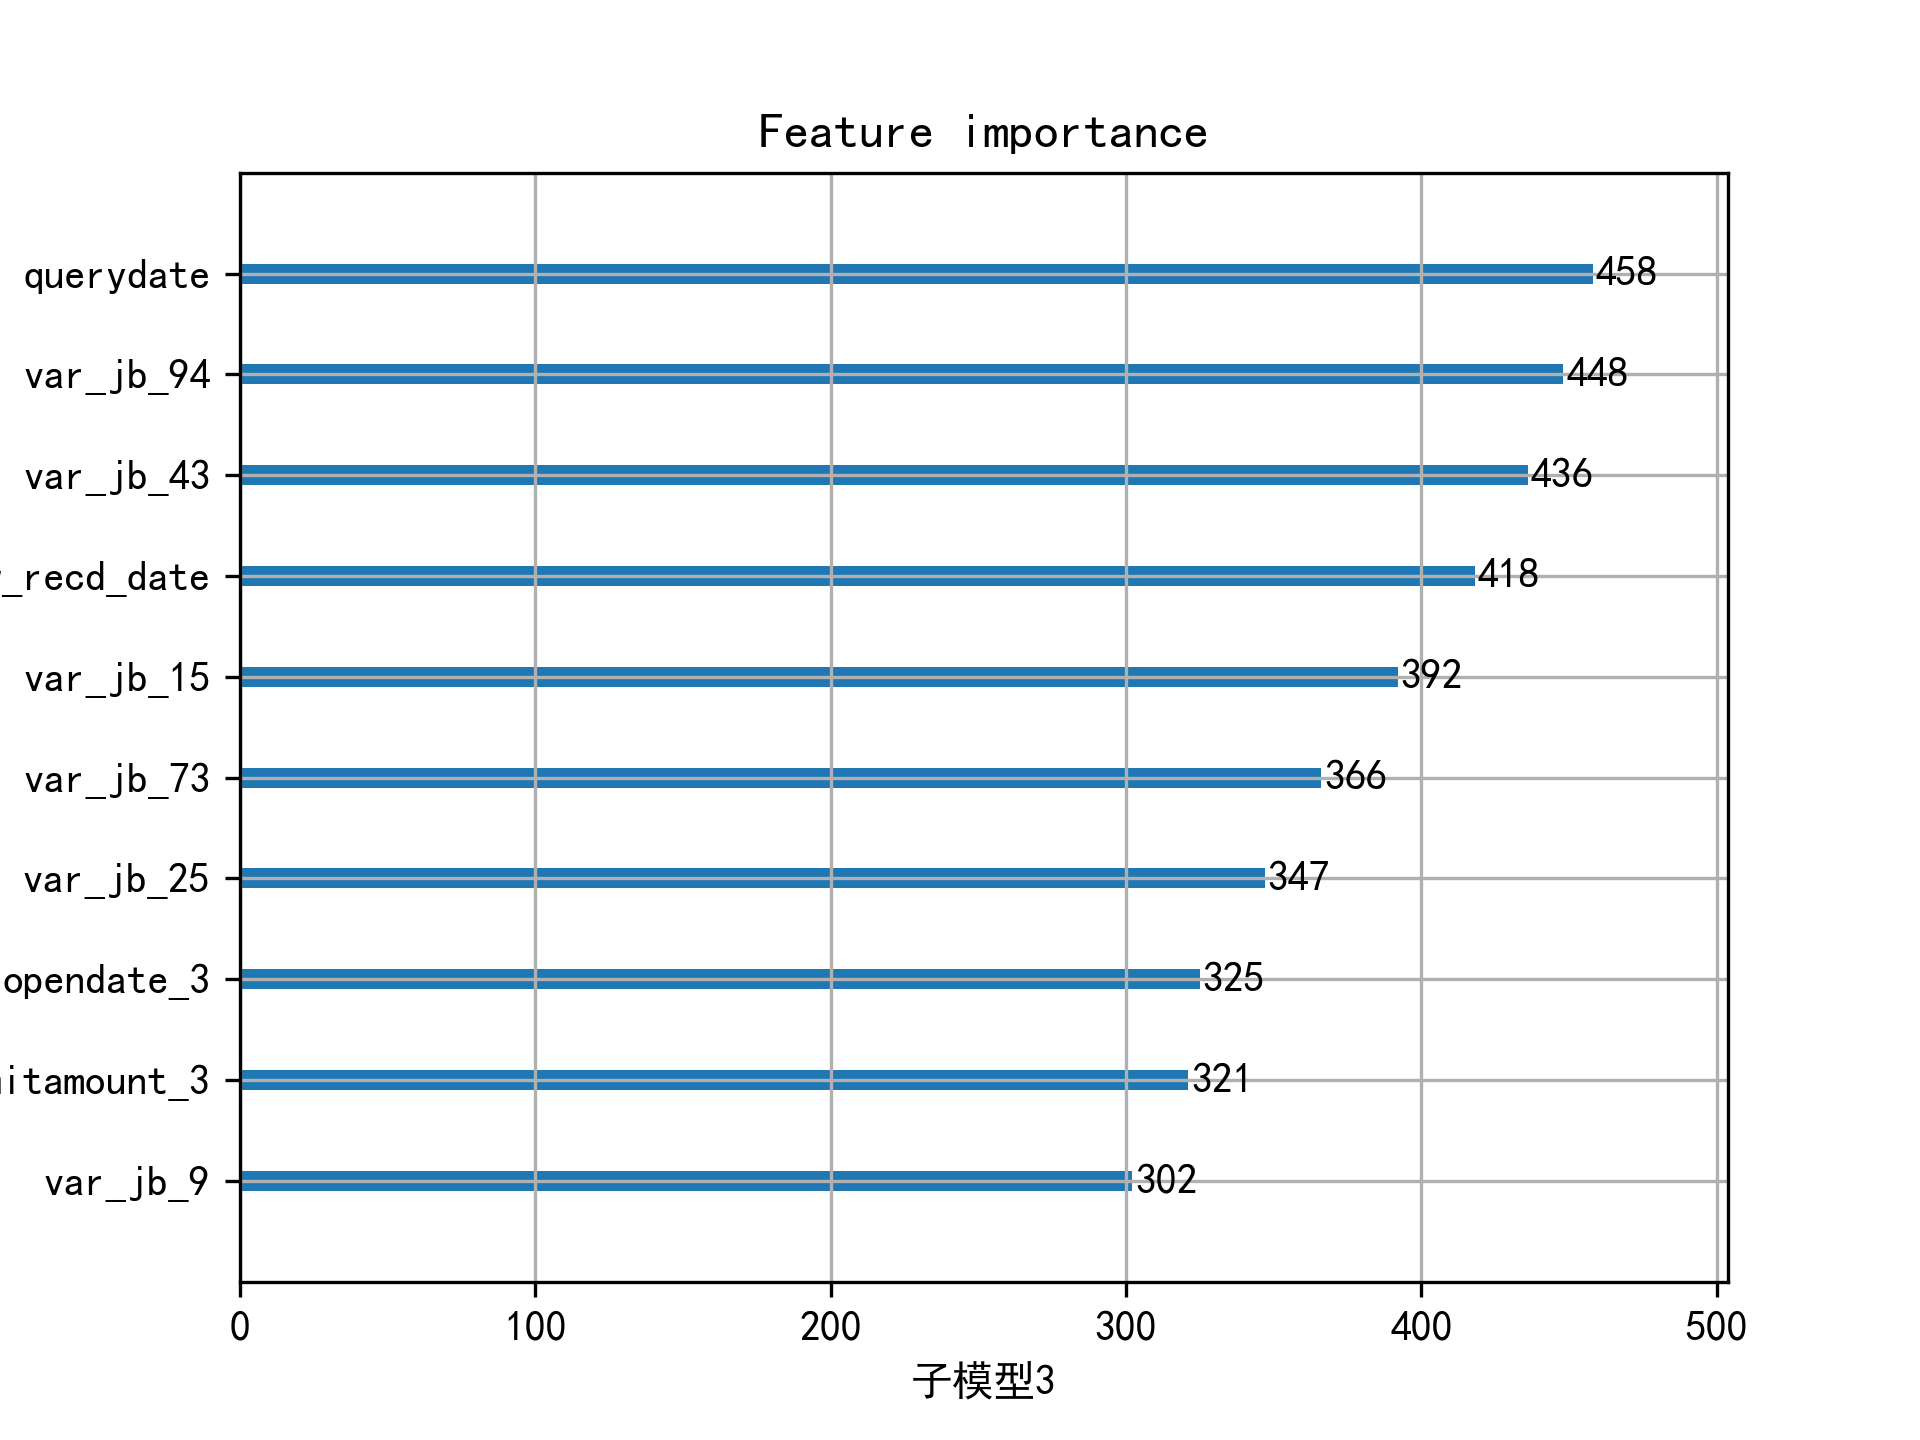 Feature importance
querydate 458
var_jb_94 448
var_jb_43 436
_recd_date 418
var_jb_15 392
var_jb_73 366
var_jb_25 347
opendate_3 325
itamount_3 321
var_jb_9 302
0 100 200 300 400 500
子模型3